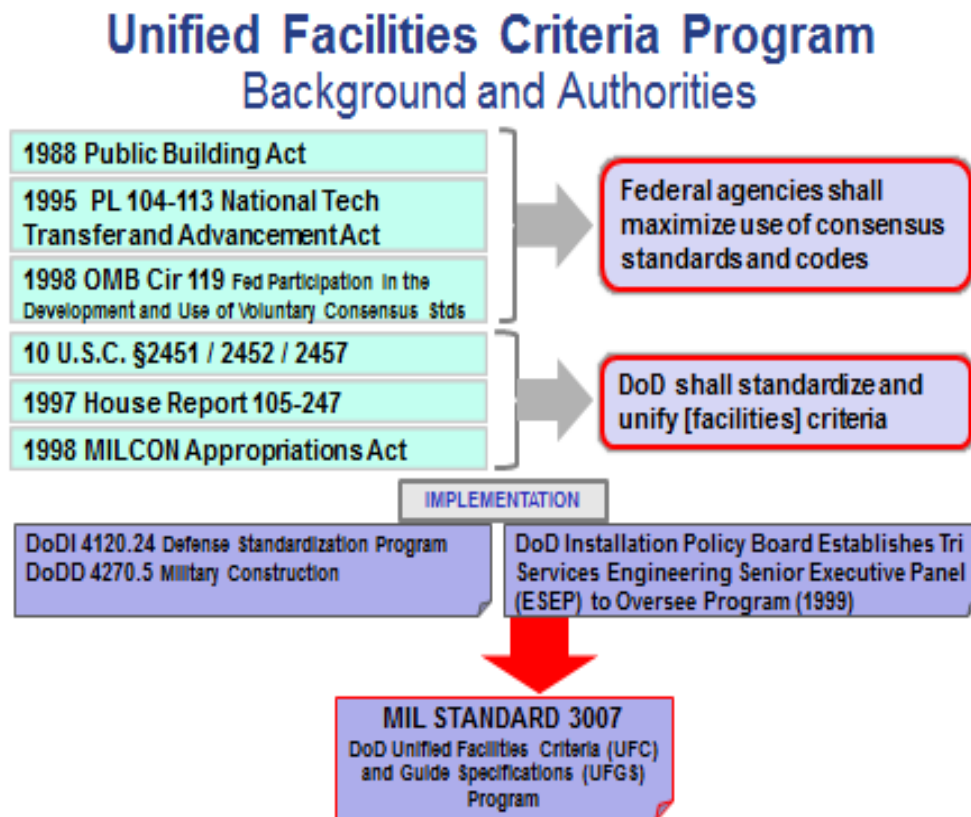 Unified Facilities Criteria Program
Background and Authorities
1988 Public Building Act
1995 PL 104-113 National Tech
Transfer and Advancement Act
1998 OMB Cir 119 Fed Participation in the
Development and Use of Voluntary Consensus Stds
Federal agencies shall
maximize use of consensus
standards and codes
10 U.S.C. §2451 / 2452 / 2457
1997 House Report 105-247
1998 MILCON Appropriations Act
DoD shall standardize and
unify [facilities] criteria
IMPLEMENTATION
DoDI 4120.24 Defense Standardization Program
DoDD 4270.5 Military Construction
DoD Installation Policy Board Establishes Tri
Services Engineering Senior Executive Panel
(ESEP) to Oversee Program (1999)
MIL STANDARD 3007
DoD Unified Facilities Criteria (UFC)
and Guide Specifications (UFGS)
Program